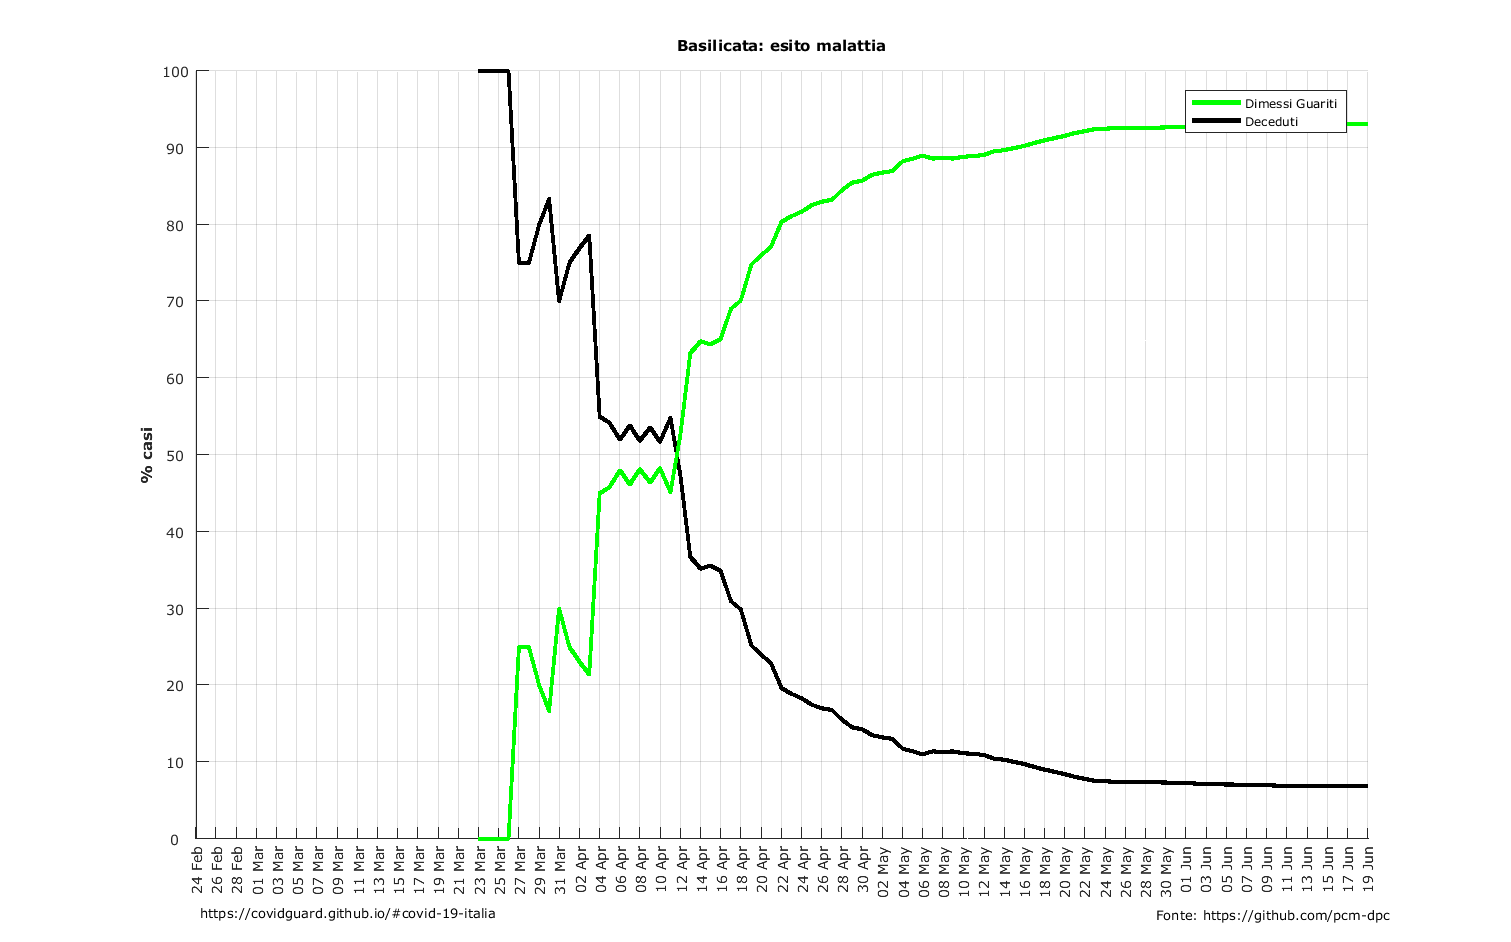 Basilicata: esito malattia
Dimessi Guariti
Deceduti
% casi
100
90
80
70
60
50
40
30
20
10
0
24 Feb
26 Feb
28 Feb
01 Mar
03 Mar
05 Mar
07 Mar
09 Mar
11 Mar
13 Mar
15 Mar
17 Mar
19 Mar
21 Mar
23 Mar
25 Mar
27 Mar
29 Mar
31 Mar
02 Apr
04 Apr
06 Apr
08 Apr
10 Apr
12 Apr
14 Apr
16 Apr
18 Apr
20 Apr
22 Apr
24 Apr
26 Apr
28 Apr
30 Apr
02 May
04 May
06 May
08 May
10 May
12 May
14 May
16 May
18 May
20 May
22 May
24 May
26 May
28 May
30 May
01 Jun
03 Jun
05 Jun
07 Jun
09 Jun
11 Jun
13 Jun
15 Jun
17 Jun
19 Jun
https://covidguard.github.io/#covid-19-italia
Fonte: https://github.com/pcm-dpc